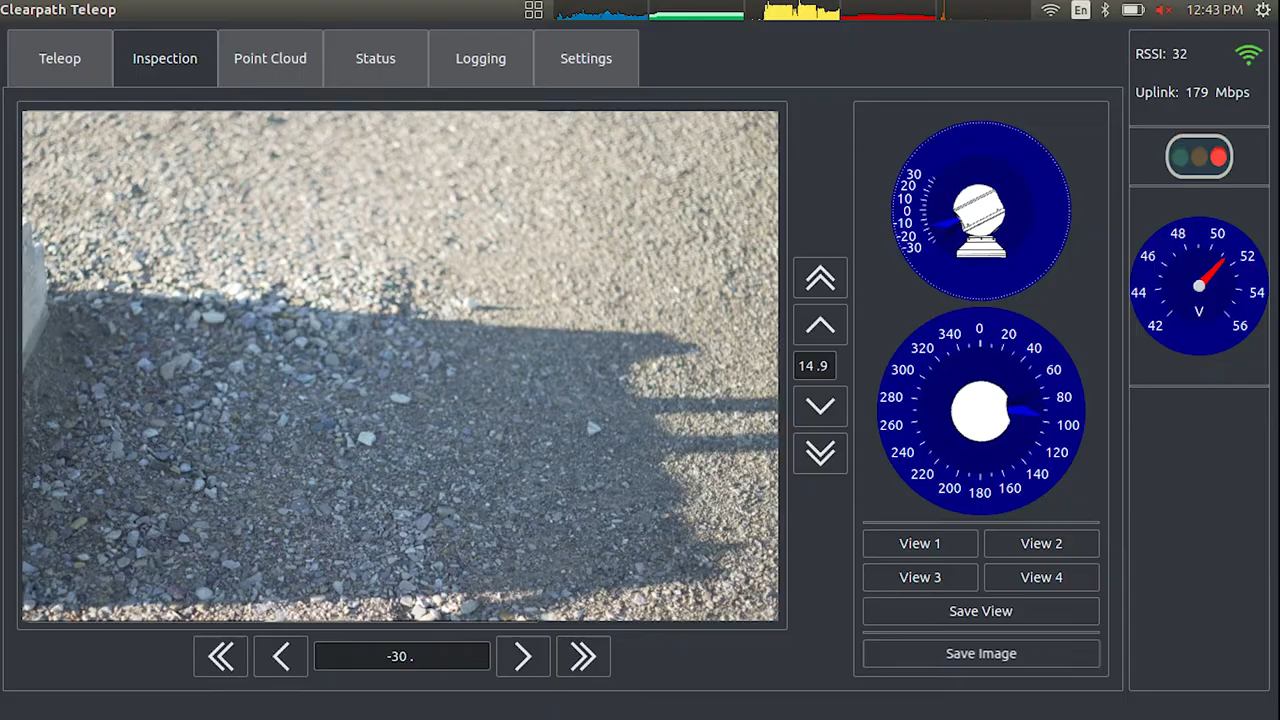 Clearpath Teleop
En
12:43 PM
Teleop Inspection Point Cloud Status Logging Settings
RSSI: 32
Uplink: 179 Mbps
30
20
10
0
-10
-20
-30
14.9
0 20 40 60 80 100 120 140 160 180 200 220 240 260 280 300 320 340
42 44 46 48 50 52 54 56
V
View 1 View 2
View 3 View 4
Save View
Save Image
-30 .